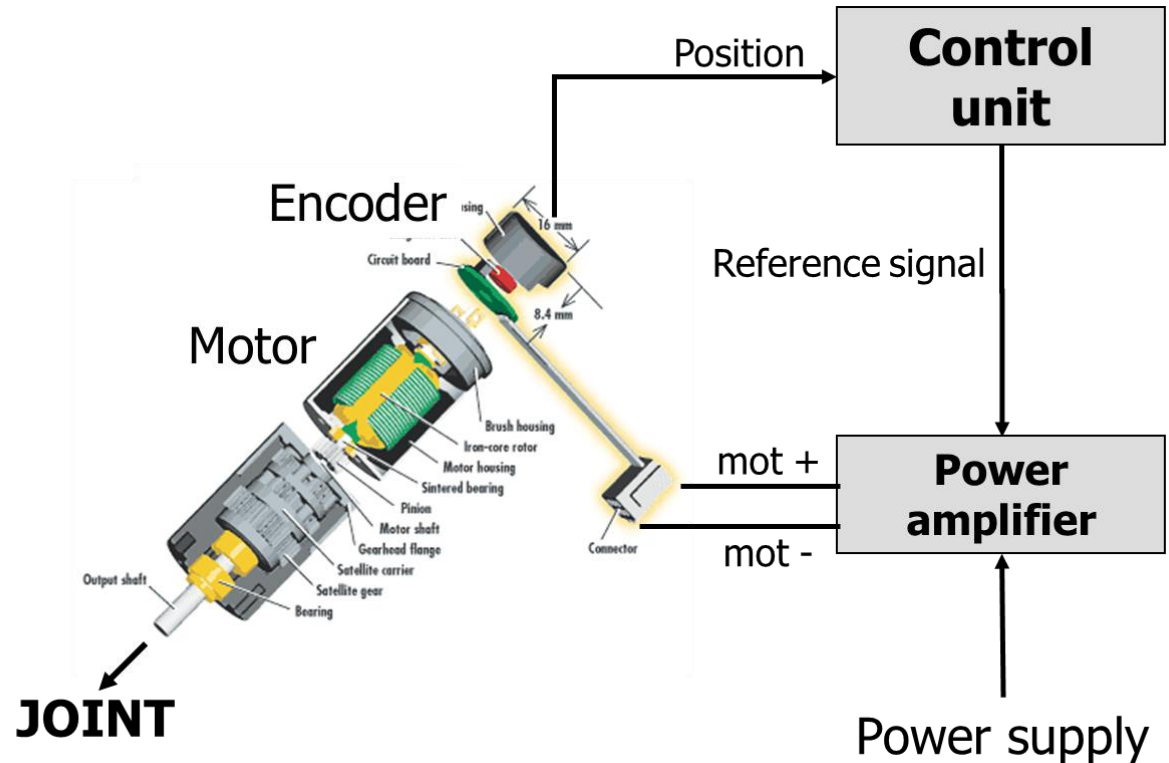 Control
unit
Position
Encoder
16 mm
Circuit board
Reference signal
8.4 mm
Motor
Brush housing
Iron-core rotor
Motor housing
Sintered bearing
Pinion
Motor shaft
Gearhead flange
Satellite carrier
Satellite gear
Bearing
Output shaft
Connector
mot +
mot -
Power
amplifier
JOINT
Power supply